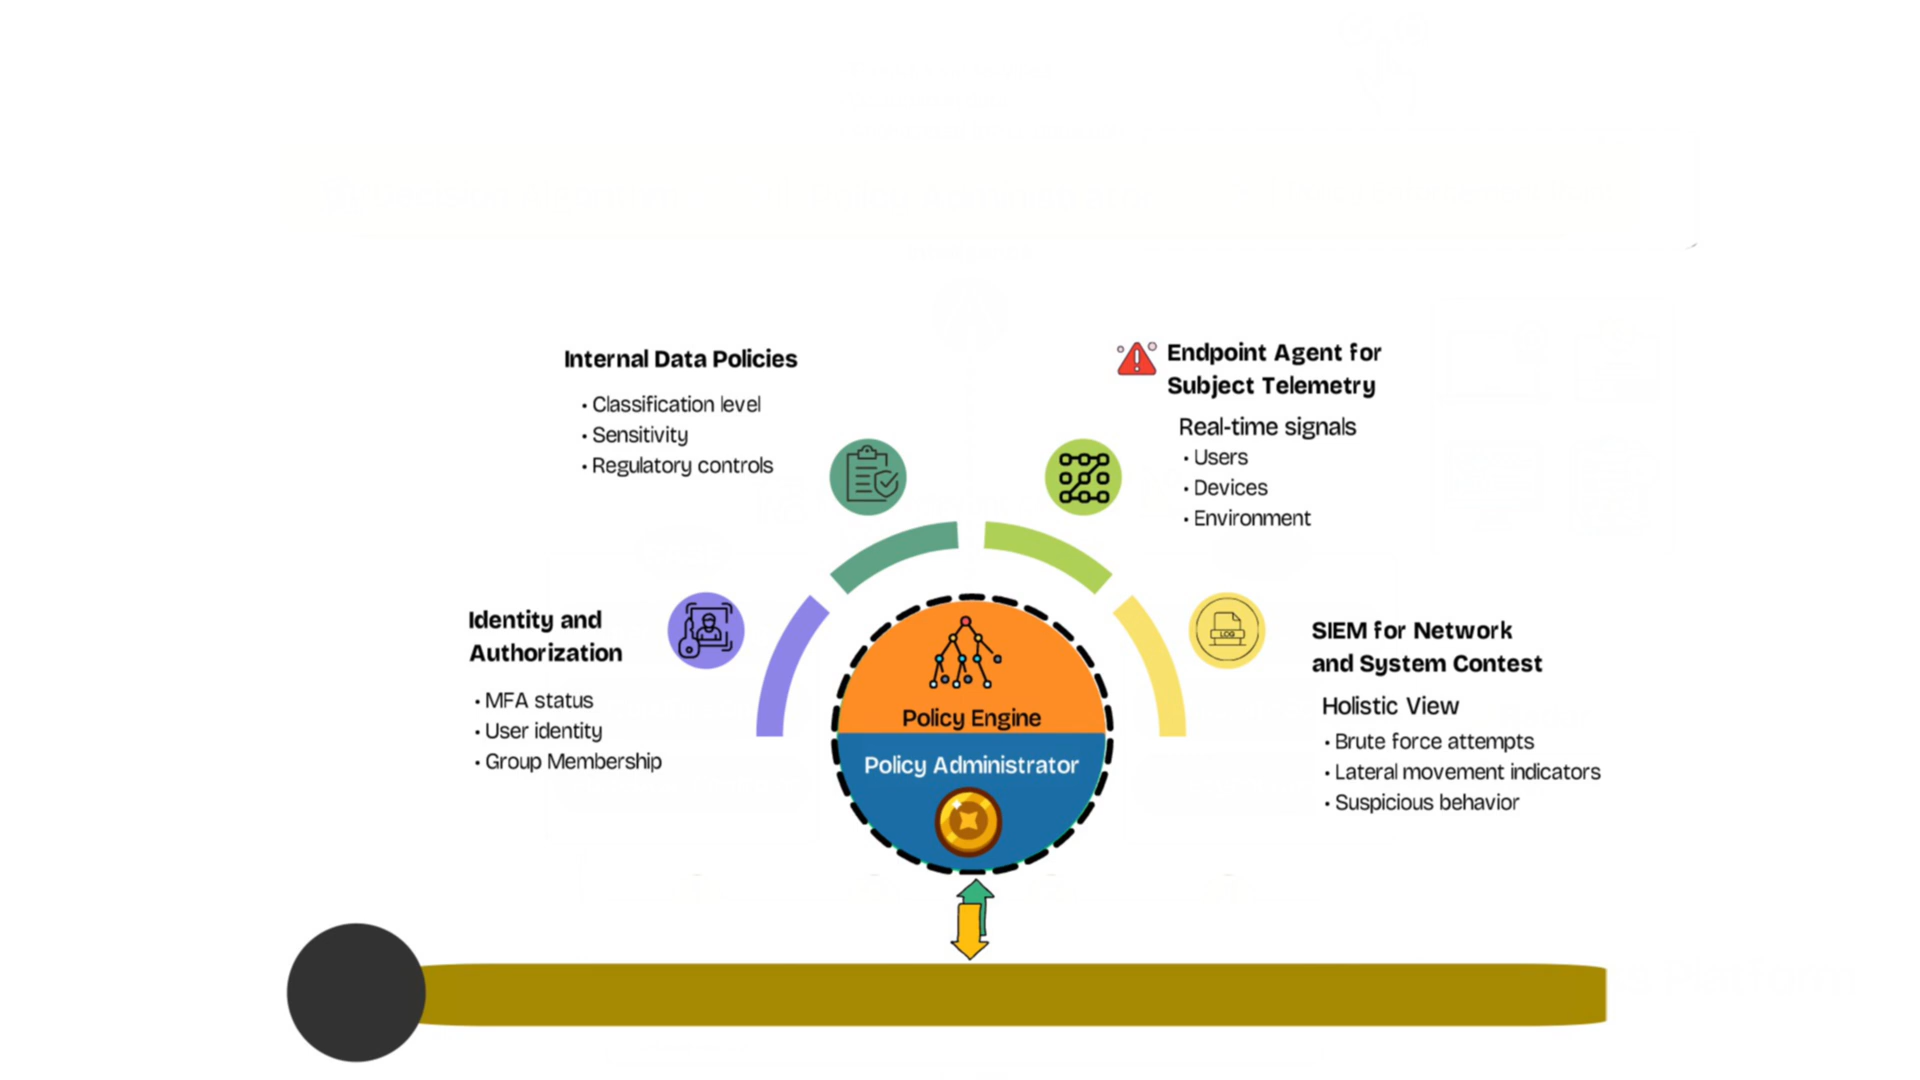 Internal Data Policies
• Classification level
• Sensitivity
• Regulatory controls
Endpoint Agent for
Subject Telemetry
Real-time signals
• Users
• Devices
• Environment
Identity and
Authorization
• MFA status
• User identity
• Group Membership
LOG
SIEM for Network
and System Contest
Holistic View
• Brute force attempts
• Lateral movement indicators
• Suspicious behavior
Policy Engine
Policy Administrator